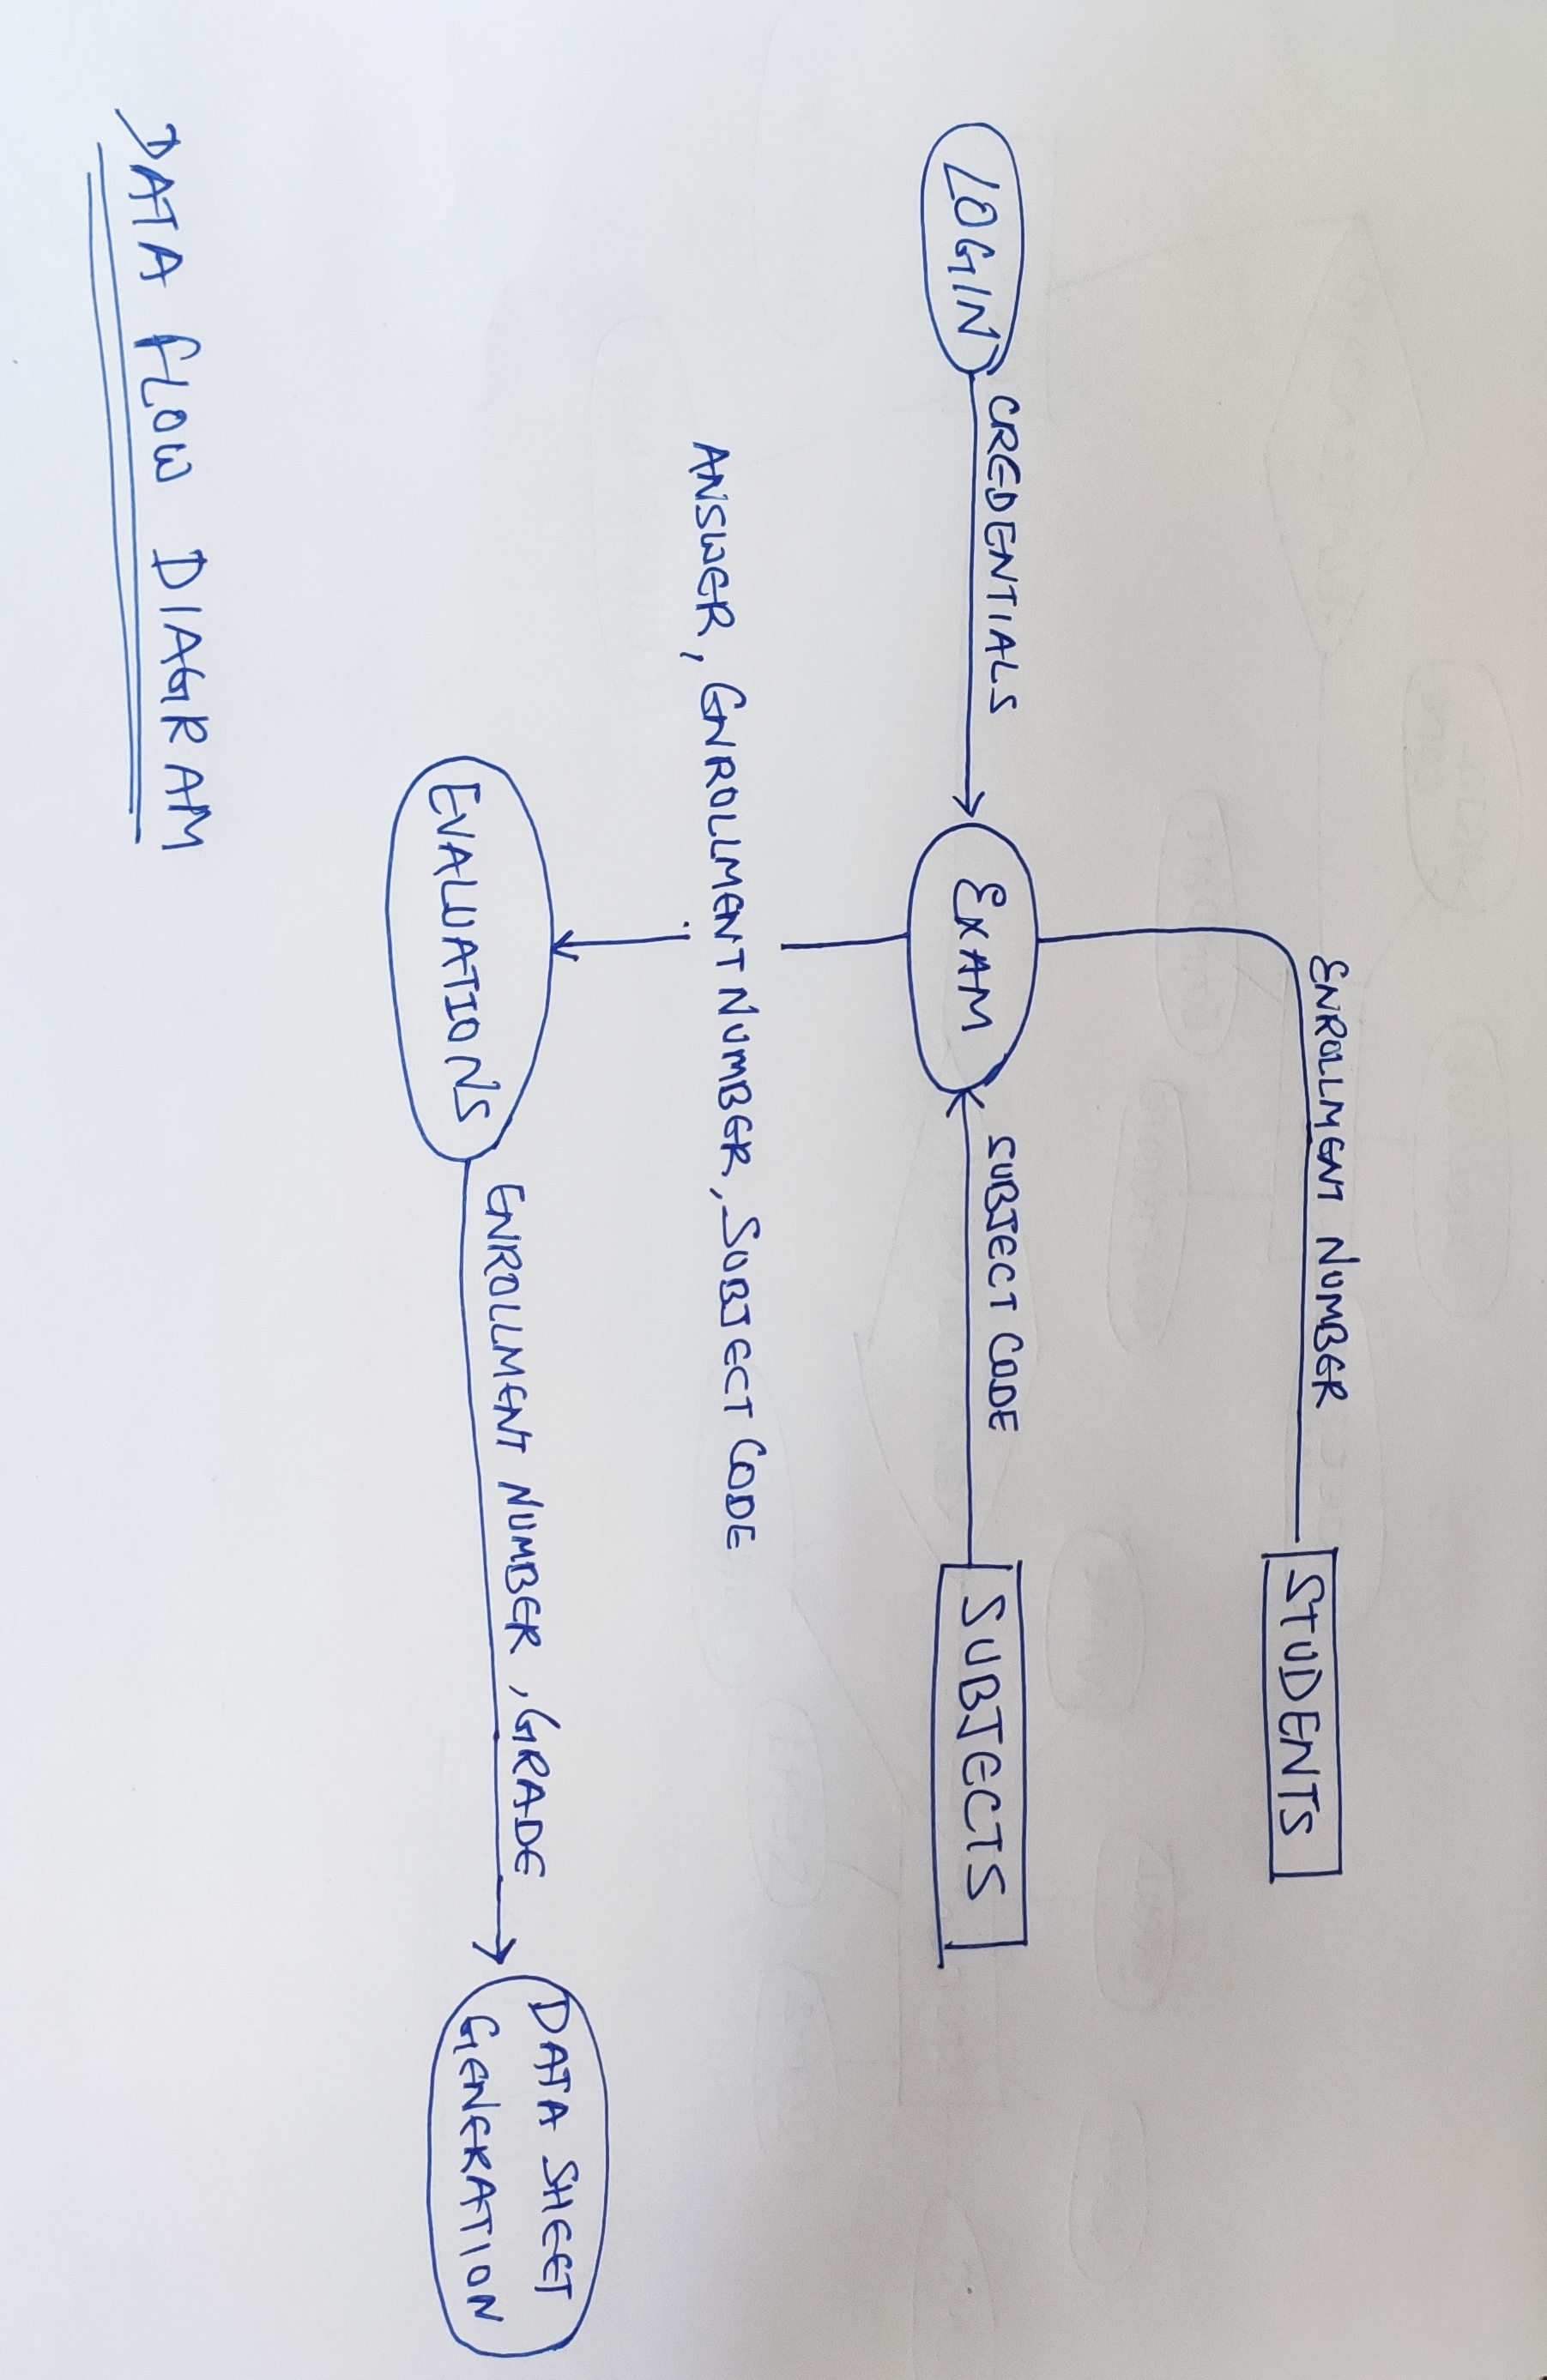 ENROLLMENT NUMBER
STUDENTS
LOGIN
CREDENTIALS
EXAM
SUBJECT CODE
SUBJECTS
ANSWER, ENROLLMENT NUMBER, SUBJECT CODE
EVALUATIONS
ENROLLMENT NUMBER, GRADE
DATA SHEET
GENERATION
DATA FLOW DIAGRAM